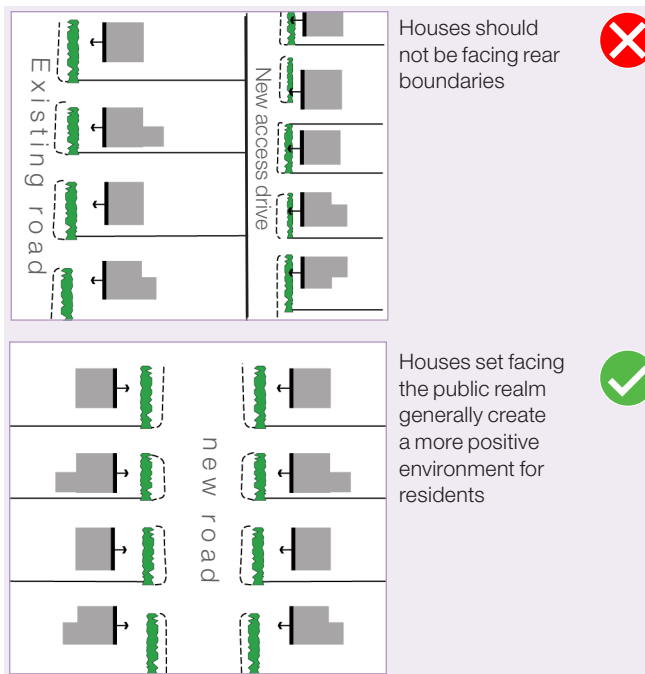 Existing road
New access drive
Houses should
not be facing rear
boundaries
new road
Houses set facing
the public realm
generally create
a more positive
environment for
residents